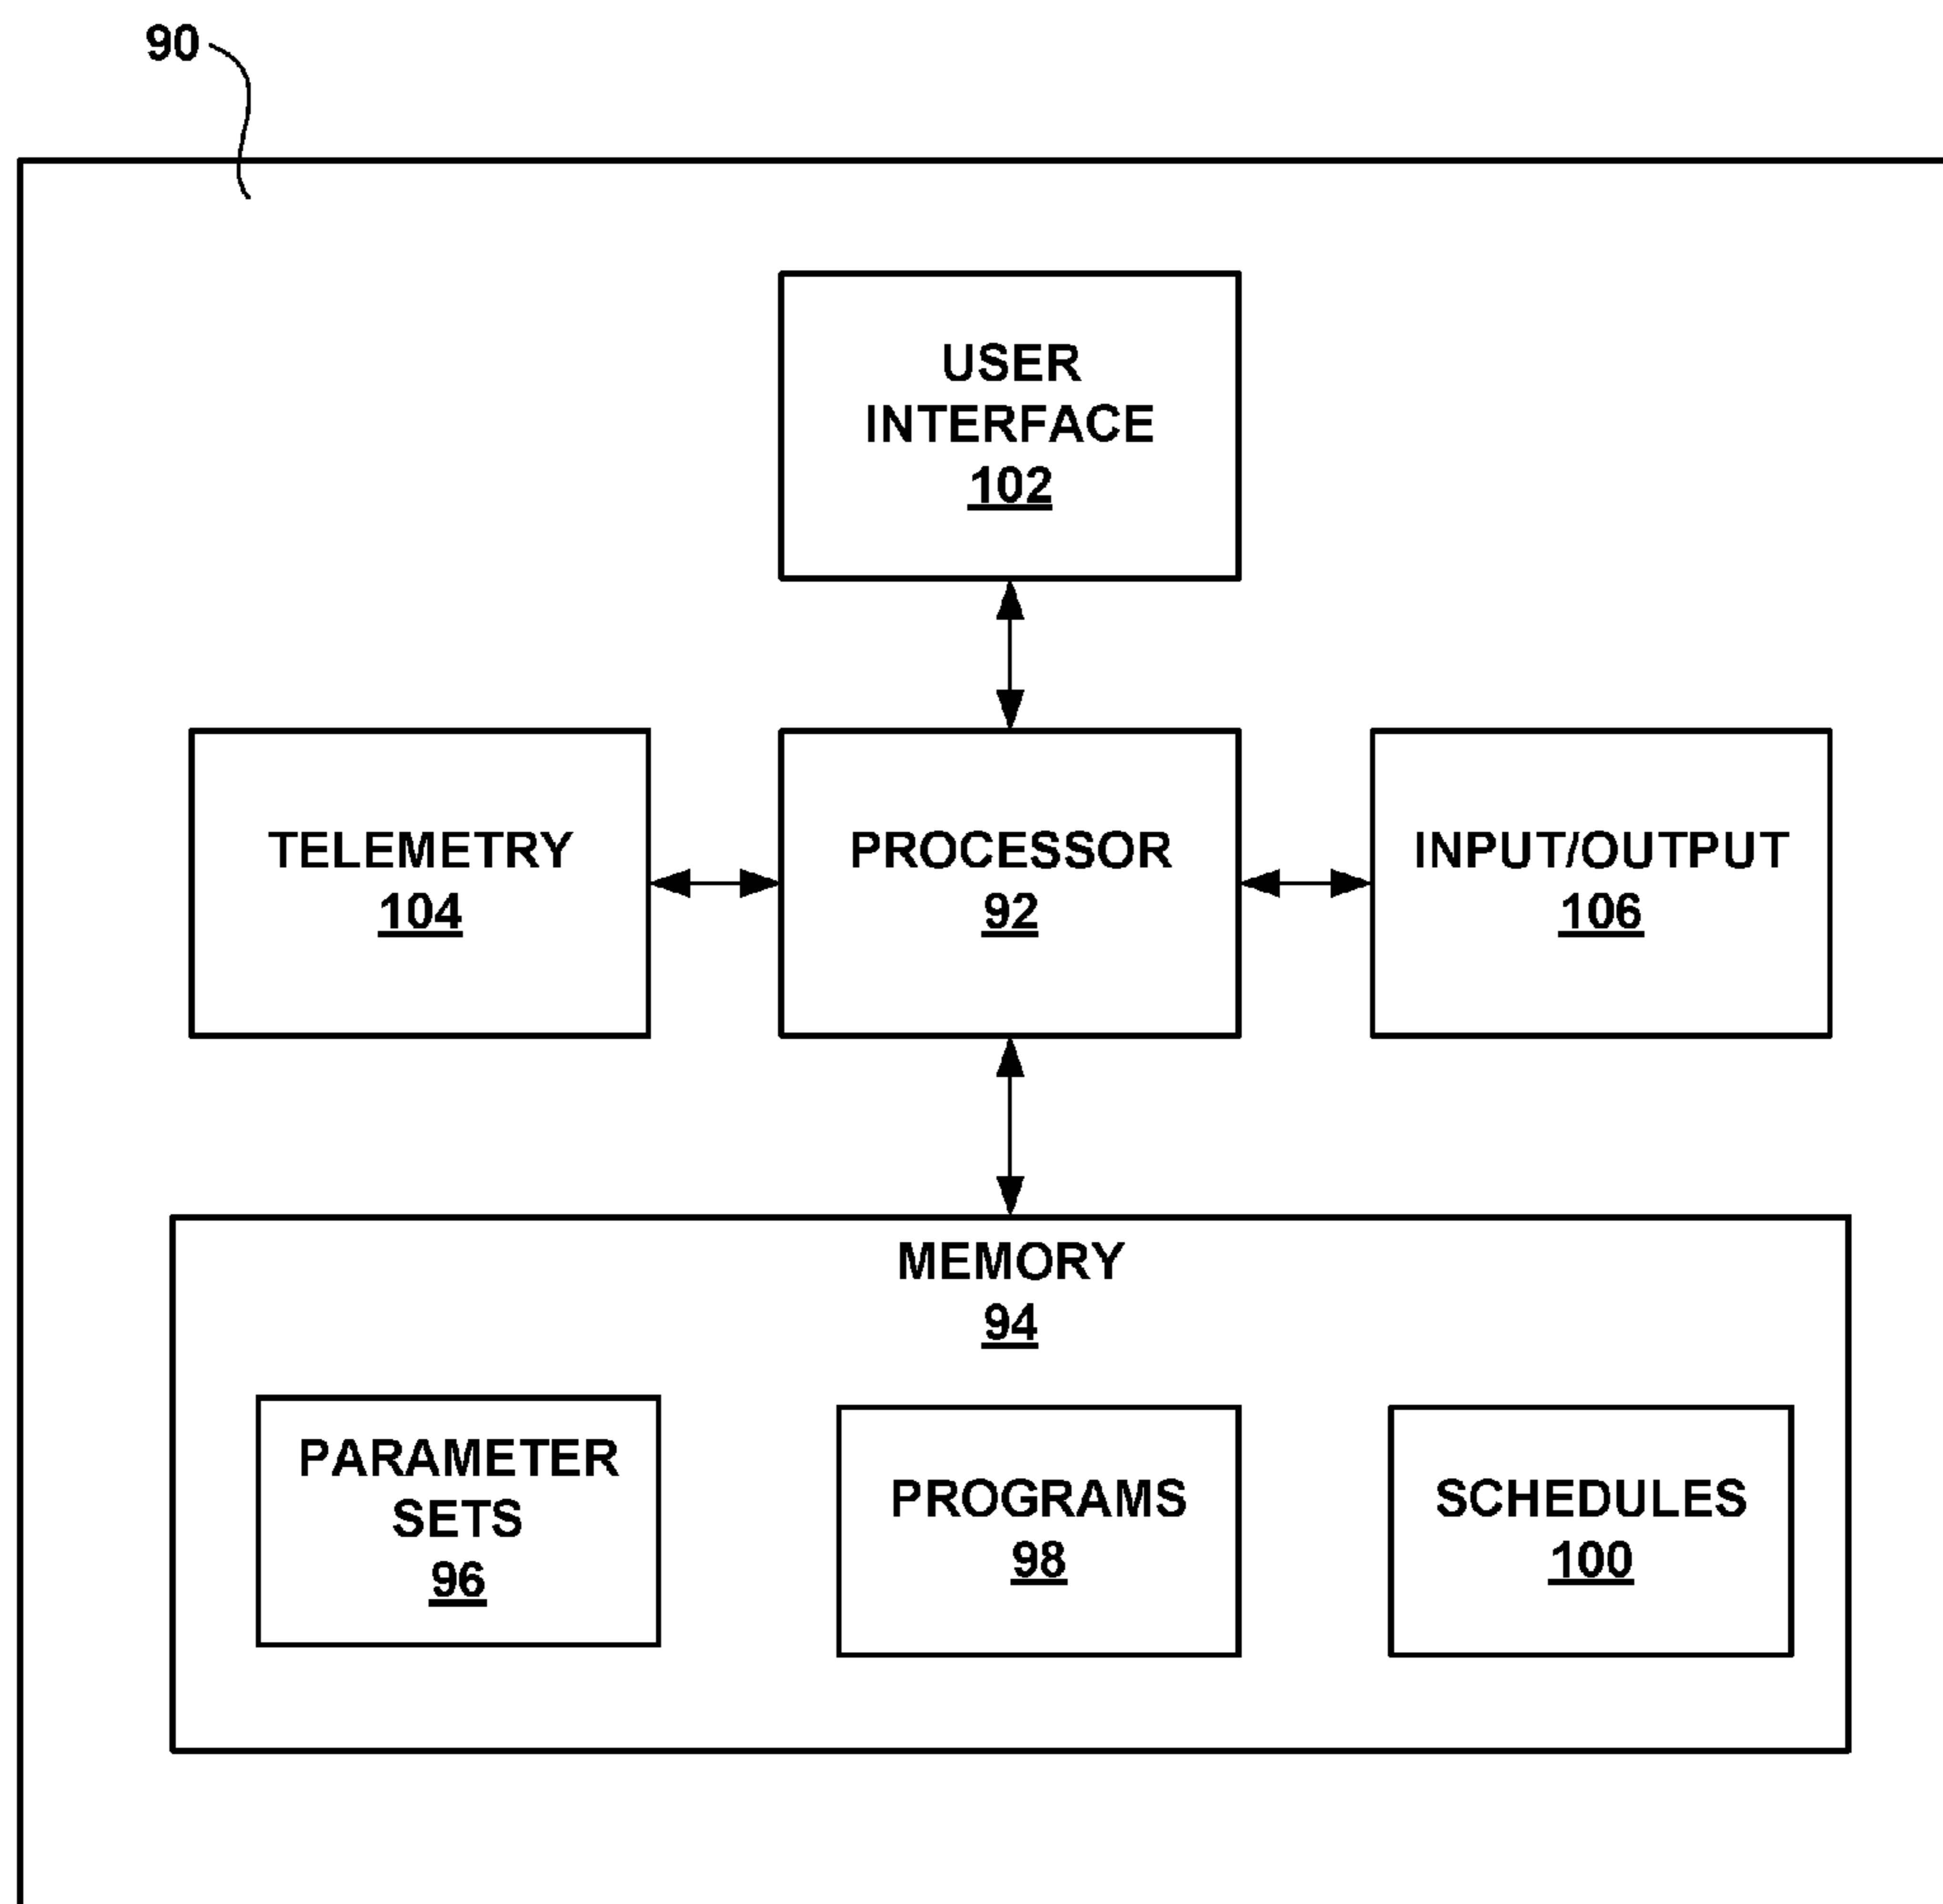 90
USER
INTERFACE
102
TELEMETRY
104
PROCESSOR
92
INPUT/OUTPUT
106
MEMORY
94
PARAMETER
SETS
96
PROGRAMS
98
SCHEDULES
100